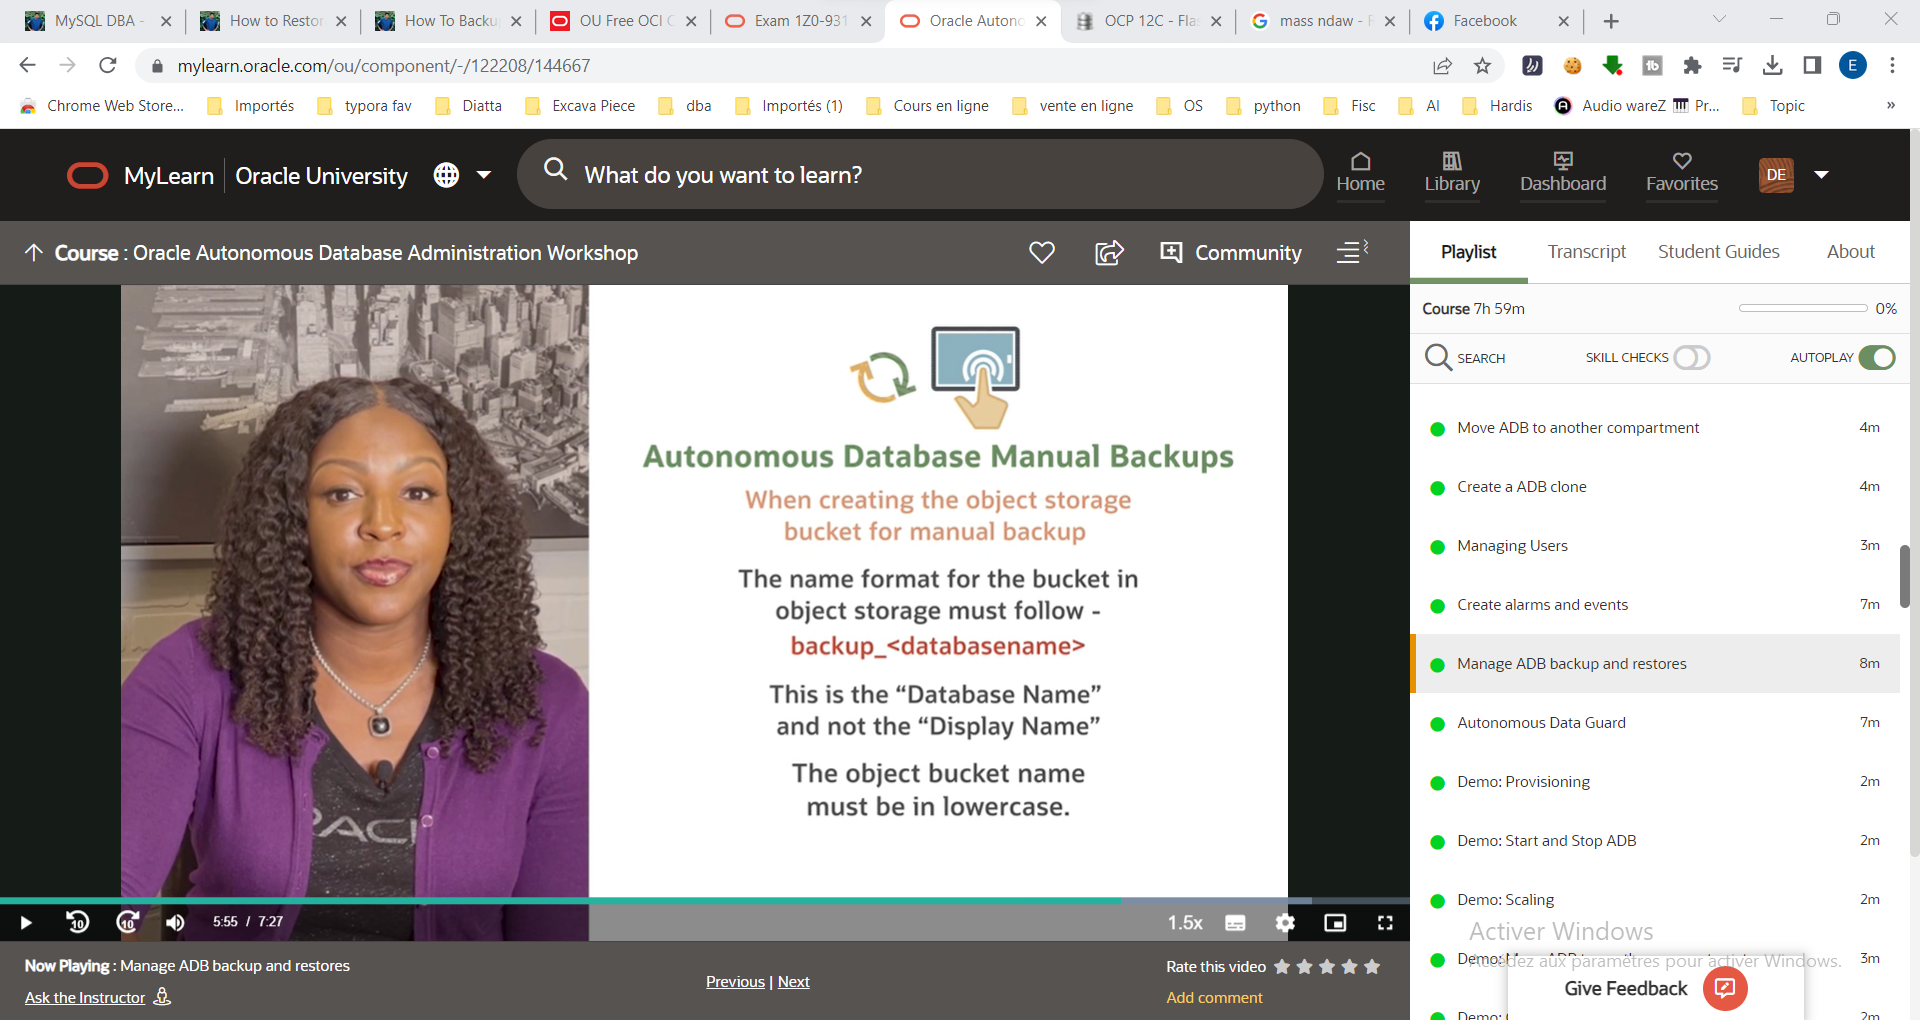 MySQL DBA -
How to Restor
How To Backu
OU Free OCI C
Exam 1Z0-931
Oracle Autono
OCP 12C - Fla
mass ndaw - R
Facebook
mylearn.oracle.com/ou/component/-/122208/144667
E
Chrome Web Store...
Importés
typora fav
Diatta
Excava Piece
dba
Importés (1)
Cours en ligne
vente en ligne
OS
python
Fisc
AI
Hardis
Audio wareZ
Pr...
Topic
»
MyLearn
Oracle University
What do you want to learn?
Home
Library
Dashboard
Favorites
DE
Course : Oracle Autonomous Database Administration Workshop
Community
Playlist
Transcript
Student Guides
About
Course 7h 59m
0%
SEARCH
SKILL CHECKS
AUTOPLAY
Autonomous Database Manual Backups
When creating the object storage
bucket for manual backup
The name format for the bucket in
object storage must follow -
backup_<databasename>
This is the “Database Name”
and not the “Display Name”
The object bucket name
must be in lowercase.
Move ADB to another compartment 4m
Create a ADB clone 4m
Managing Users 3m
Create alarms and events 7m
Manage ADB backup and restores 8m
Autonomous Data Guard 7m
Demo: Provisioning 2m
Demo: Start and Stop ADB 2m
Demo: Scaling 2m
Activer Windows
Accédez aux paramètres pour activer Windows.
3m
Give Feedback
Demo:
2m
10
10
5:55 / 7:27
1.5x
Now Playing : Manage ADB backup and restores
Ask the Instructor
Previous | Next
Rate this video
Add comment